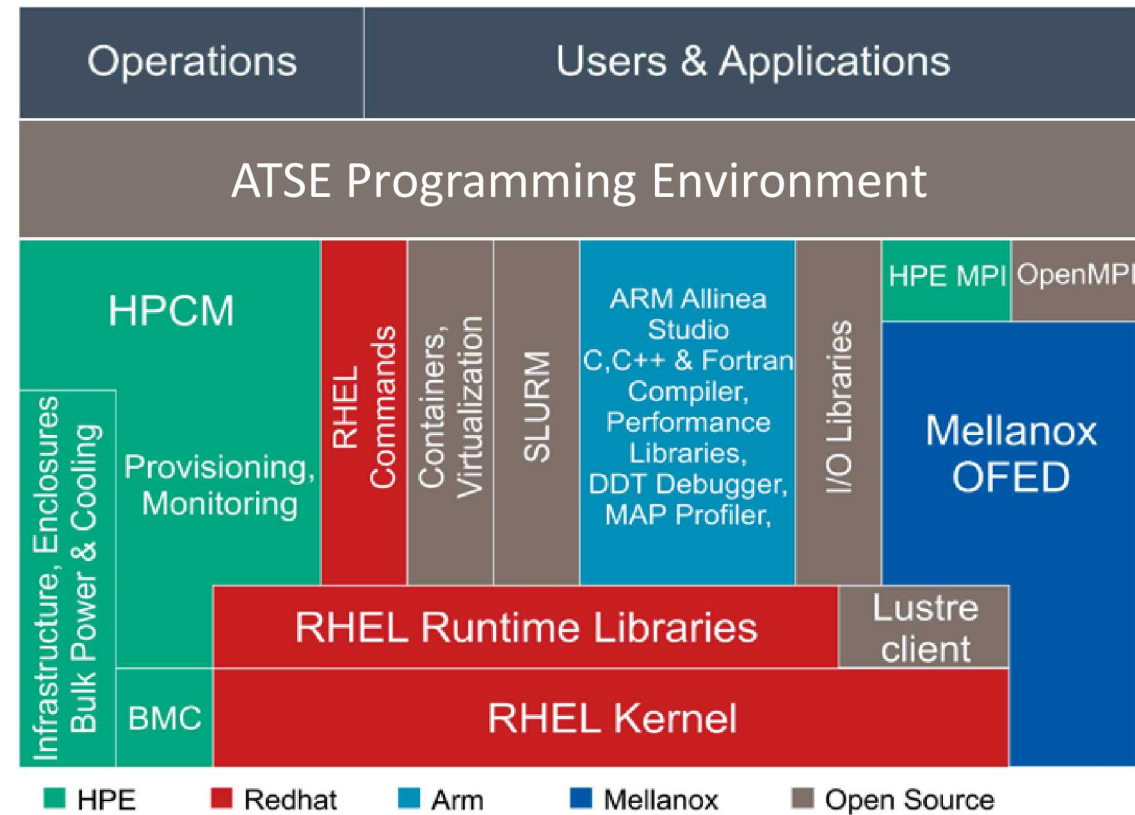 Operations
Users & Applications
ATSE Programming Environment
HPCM
Provisioning,
Monitoring
Infrastructure, Enclosures
Bulk Power & Cooling
BMC
RHEL
Commands
Containers,
Virtualization
SLURM
ARM Allinea
Studio
C,C++ & Fortran
Compiler,
Performance
Libraries,
DDT Debugger,
MAP Profiler,
I/O Libraries
HPE MPI
OpenMPI
Mellanox
OFED
RHEL Runtime Libraries
Lustre
client
RHEL Kernel
HPE
Redhat
Arm
Mellanox
Open Source